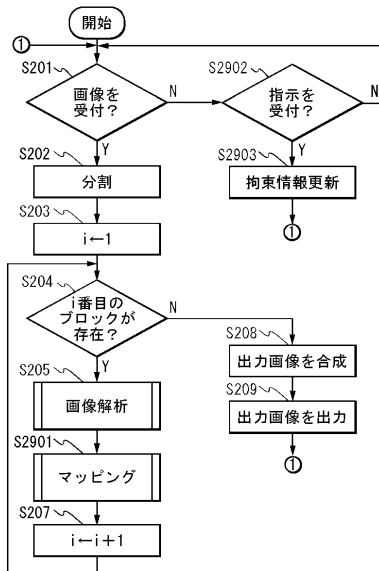 開始
①
S201
画像を
受付?
N
S2902
指示を
受付?
N
Y
Y
S202
分割
S2903
拘束情報更新
①
S203
i←1
S204
i番目の
ブロックが
存在?
N
Y
S208
出力画像を合成
S205
画像解析
S209
出力画像を出力
①
S2901
マッピング
S207
i←i+1